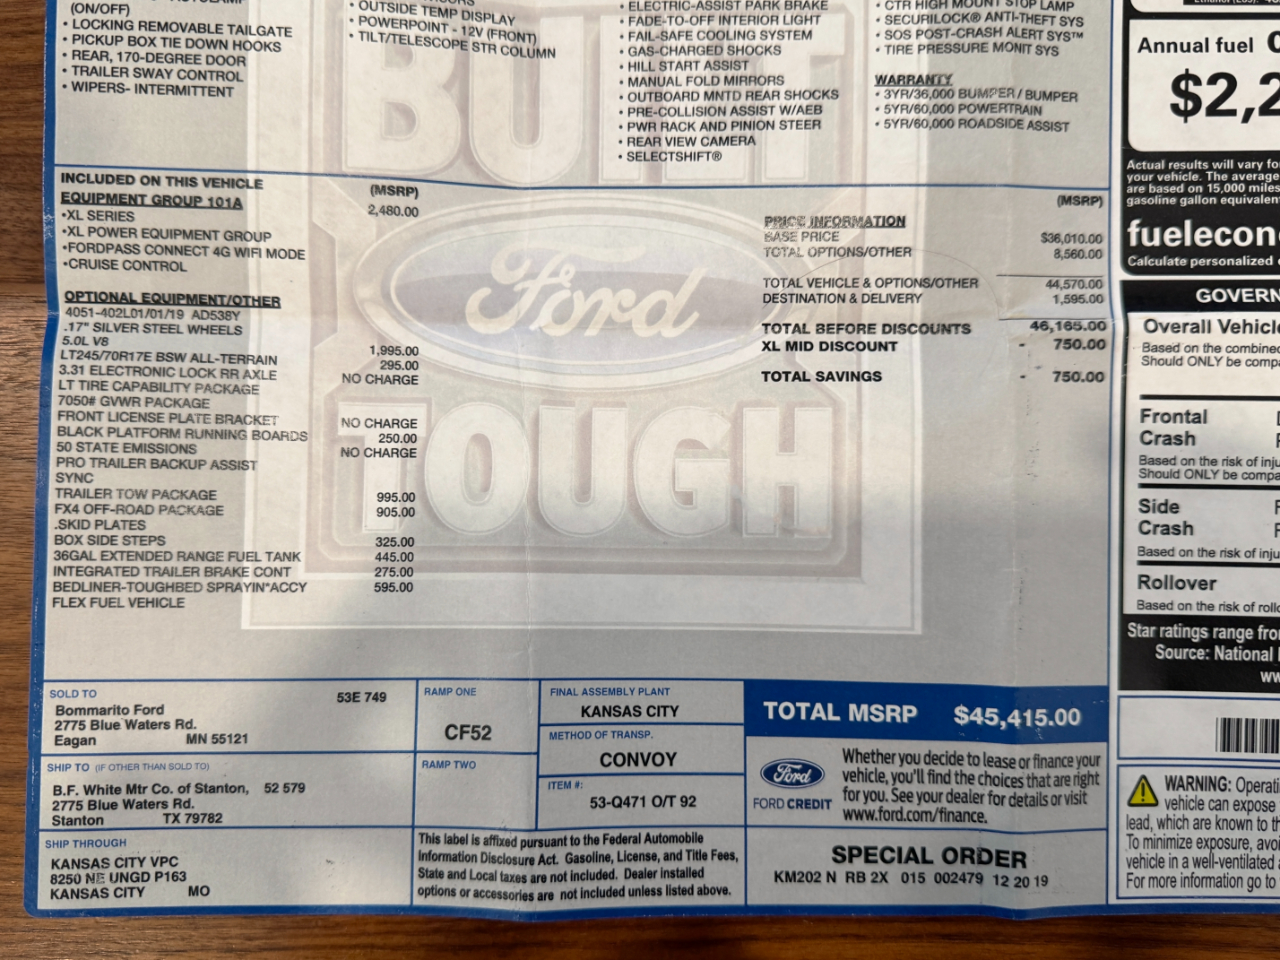 (ON/OFF)
• LOCKING REMOVABLE TAILGATE
• PICKUP BOX TIE DOWN HOOKS
• REAR, 170-DEGREE DOOR
• TRAILER SWAY CONTROL
• WIPERS- INTERMITTENT
• OUTSIDE TEMP DISPLAY
• POWERPOINT - 12V (FRONT)
• TILT/TELESCOPE STR COLUMN
• ELECTRIC-ASSIST PARK BRAKE
• FADE-TO-OFF INTERIOR LIGHT
• FAIL-SAFE COOLING SYSTEM
• GAS-CHARGED SHOCKS
• HILL START ASSIST
• MANUAL FOLD MIRRORS
• OUTBOARD MNTD REAR SHOCKS
• PRE-COLLISION ASSIST W/AEB
• PWR RACK AND PINION STEER
• REAR VIEW CAMERA
• SELECTSHIFT®
• CTR HIGH MOUNT STOP LAMP
• SECURILOCK® ANTI-THEFT SYS
• SOS POST-CRASH ALERT SYS™
• TIRE PRESSURE MONIT SYS
WARRANTY
• 3YR/36,000 BUMPER / BUMPER
• 5YR/60,000 POWERTRAIN
• 5YR/60,000 ROADSIDE ASSIST
BUILT
Ford
TOUGH
INCLUDED ON THIS VEHICLE (MSRP)
EQUIPMENT GROUP 101A 2,480.00
•XL SERIES
•XL POWER EQUIPMENT GROUP
•FORDPASS CONNECT 4G WIFI MODE
•CRUISE CONTROL
OPTIONAL EQUIPMENT/OTHER
4051-402L01/01/19 AD538Y
.17" SILVER STEEL WHEELS
5.0L V8 1,995.00
LT245/70R17E BSW ALL-TERRAIN 295.00
3.31 ELECTRONIC LOCK RR AXLE NO CHARGE
LT TIRE CAPABILITY PACKAGE
7050# GVWR PACKAGE
FRONT LICENSE PLATE BRACKET NO CHARGE
BLACK PLATFORM RUNNING BOARDS 250.00
50 STATE EMISSIONS NO CHARGE
PRO TRAILER BACKUP ASSIST
SYNC
TRAILER TOW PACKAGE 995.00
FX4 OFF-ROAD PACKAGE 905.00
.SKID PLATES
BOX SIDE STEPS 325.00
36GAL EXTENDED RANGE FUEL TANK 445.00
INTEGRATED TRAILER BRAKE CONT 275.00
BEDLINER-TOUGHBED SPRAYIN*ACCY 595.00
FLEX FUEL VEHICLE
(MSRP)
PRICE INFORMATION
BASE PRICE $36,010.00
TOTAL OPTIONS/OTHER 8,560.00
TOTAL VEHICLE & OPTIONS/OTHER 44,570.00
DESTINATION & DELIVERY 1,595.00
TOTAL BEFORE DISCOUNTS 46,165.00
XL MID DISCOUNT - 750.00
TOTAL SAVINGS - 750.00
SOLD TO 53E 749
Bommarito Ford
2775 Blue Waters Rd.
Eagan MN 55121
SHIP TO (IF OTHER THAN SOLD TO)
B.F. White Mtr Co. of Stanton, 52 579
2775 Blue Waters Rd.
Stanton TX 79782
SHIP THROUGH
KANSAS CITY VPC
8250 NE UNGD P163
KANSAS CITY MO
RAMP ONE
CF52
RAMP TWO
FINAL ASSEMBLY PLANT
KANSAS CITY
METHOD OF TRANSP.
CONVOY
ITEM #:
53-Q471 O/T 92
This label is affixed pursuant to the Federal Automobile
Information Disclosure Act. Gasoline, License, and Title Fees,
State and Local taxes are not included. Dealer installed
options or accessories are not included unless listed above.
TOTAL MSRP $45,415.00
Ford
FORD CREDIT
Whether you decide to lease or finance your
vehicle, you'll find the choices that are right
for you. See your dealer for details or visit
www.ford.com/finance.
SPECIAL ORDER
KM202 N RB 2X 015 002479 12 20 19
Annual fuel
$2,2
Actual results will vary fo
your vehicle. The average
are based on 15,000 miles
gasoline gallon equivalen
fuelecon
Calculate personalized
GOVERN
Overall Vehicle
Based on the combine
Should ONLY be compa
Frontal
Crash
Based on the risk of inju
Should ONLY be compa
Side
Crash
Based on the risk of inju
Rollover
Based on the risk of rollo
Star ratings range fro
Source: National
ww
WARNING: Operati
vehicle can expose
lead, which are known to th
To minimize exposure, avoi
vehicle in a well-ventilated
For more information go to